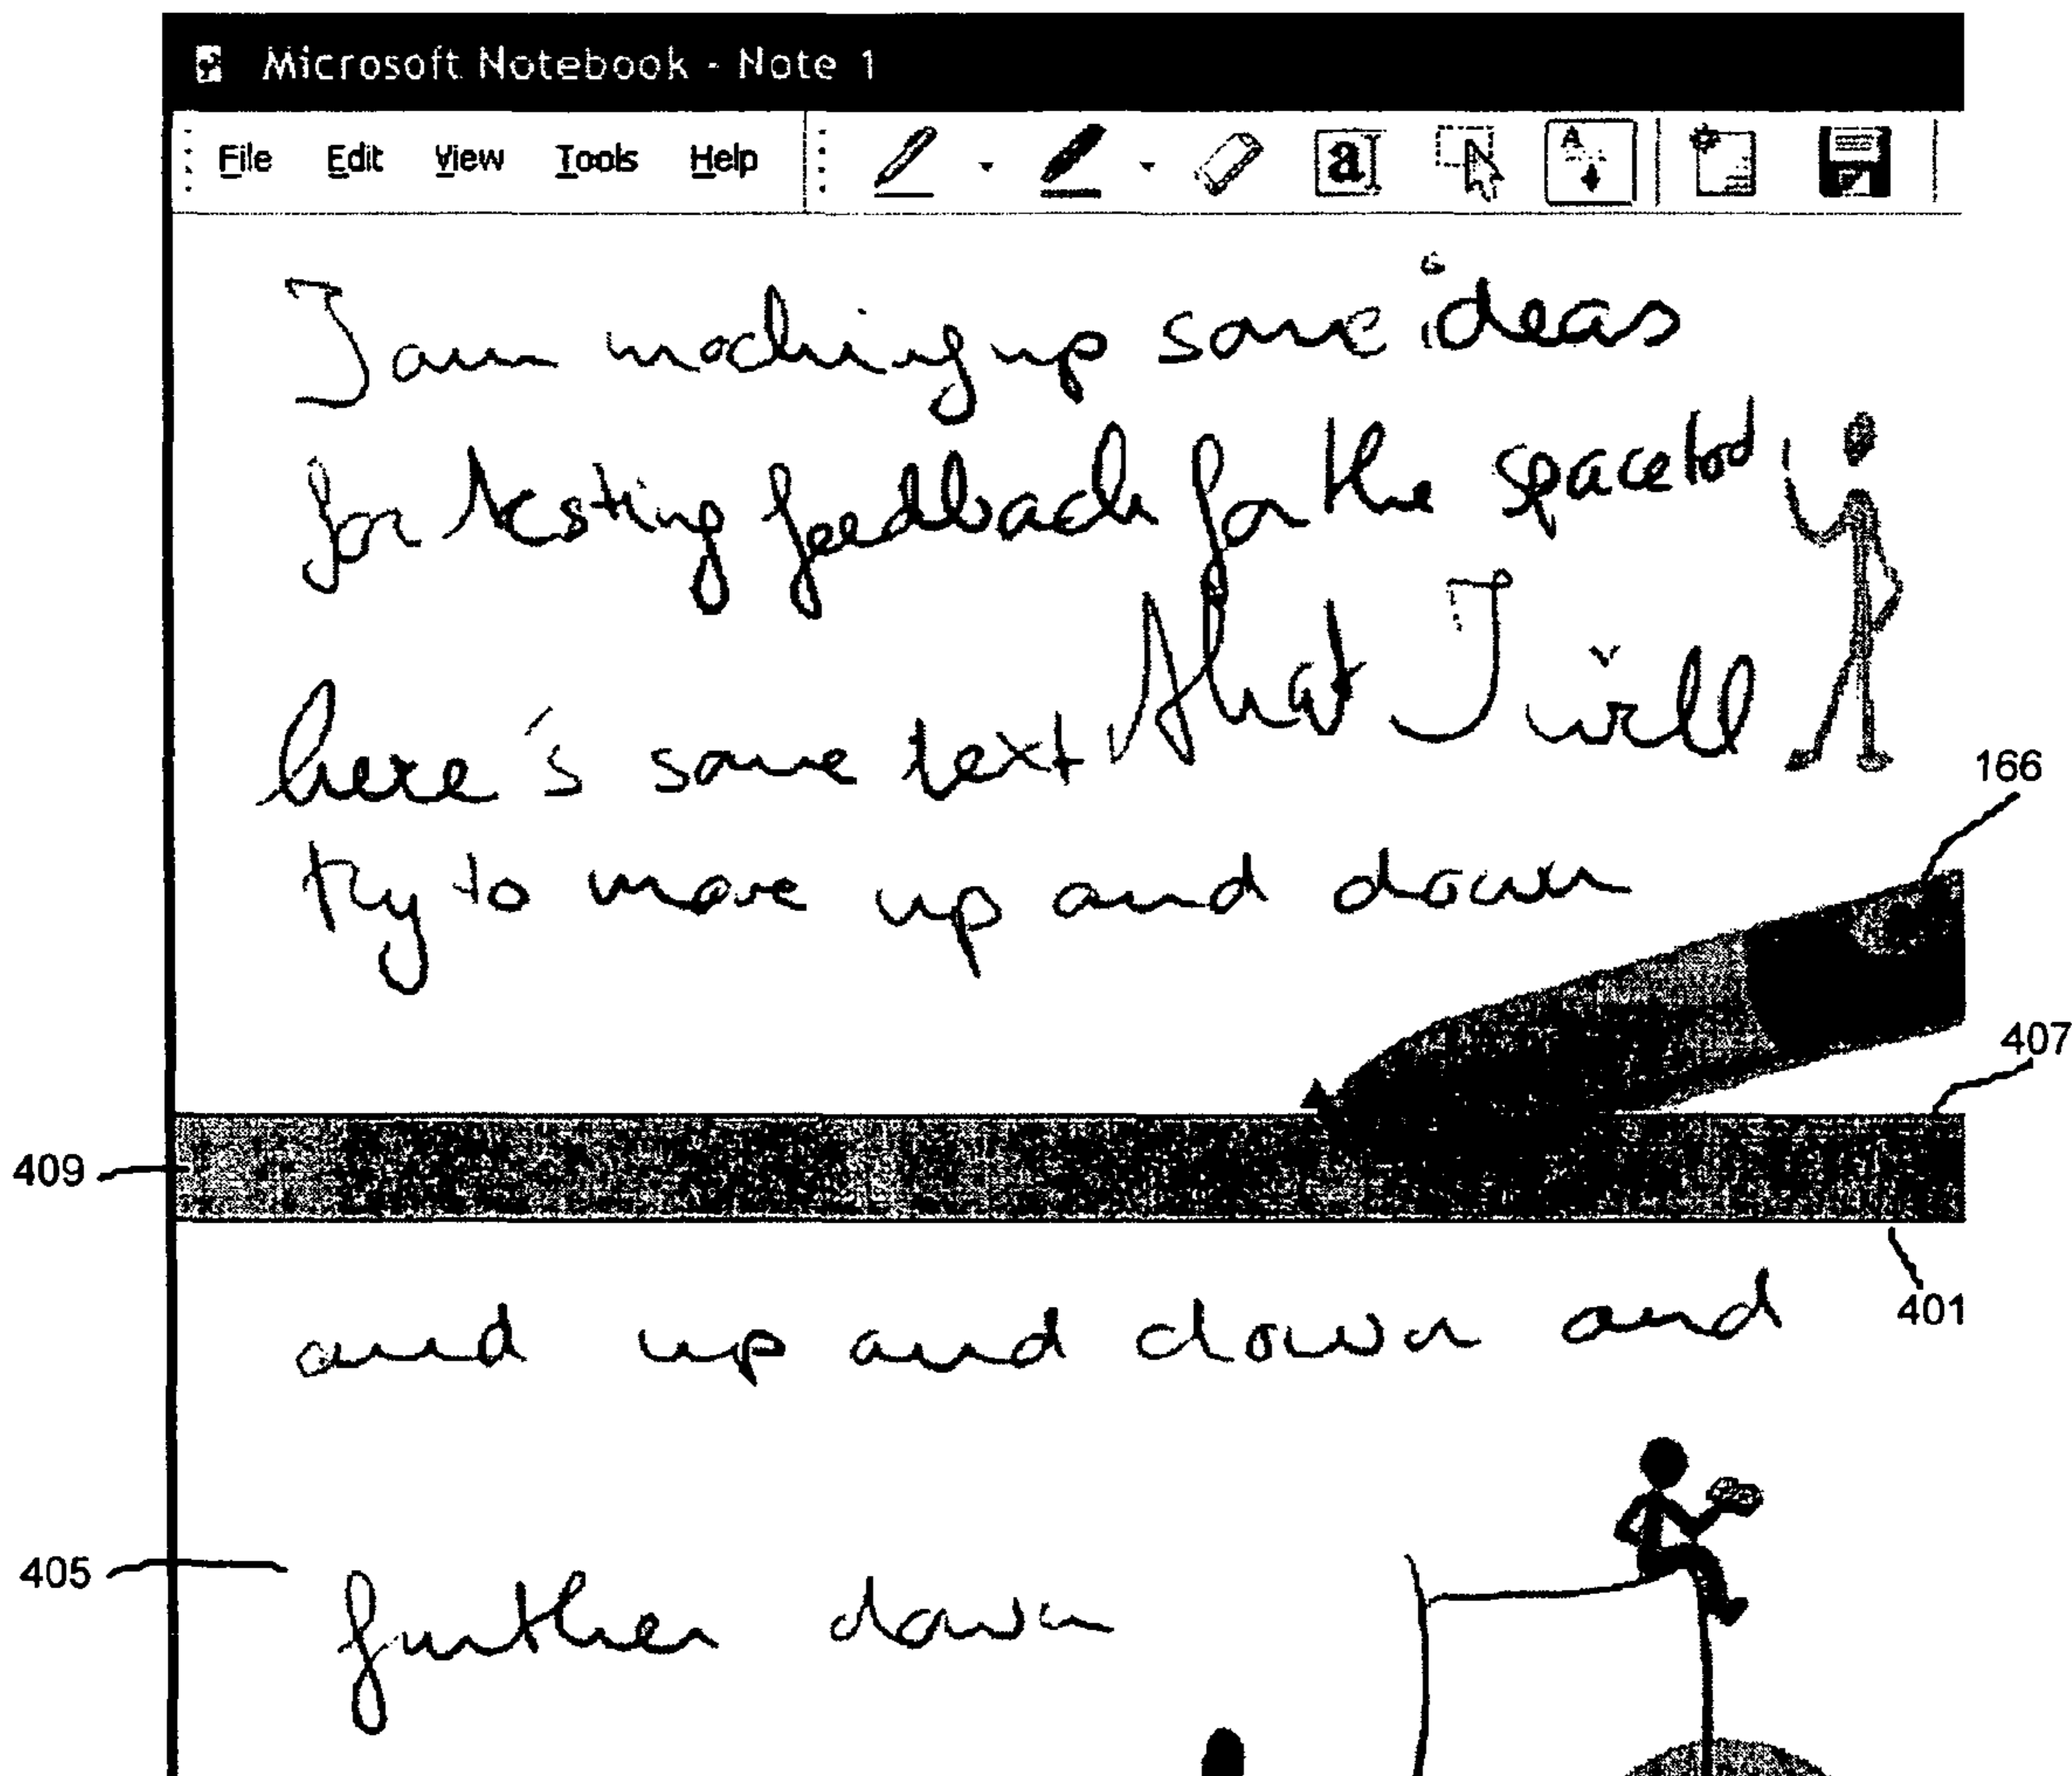 Microsoft Notebook - Note 1
File Edit View Tools Help a A
I am mocking up some ideas
for testing feedback for the space tool
here's some text that I will
166
try to move up and down
407
409
401
and up and down and
405
further down